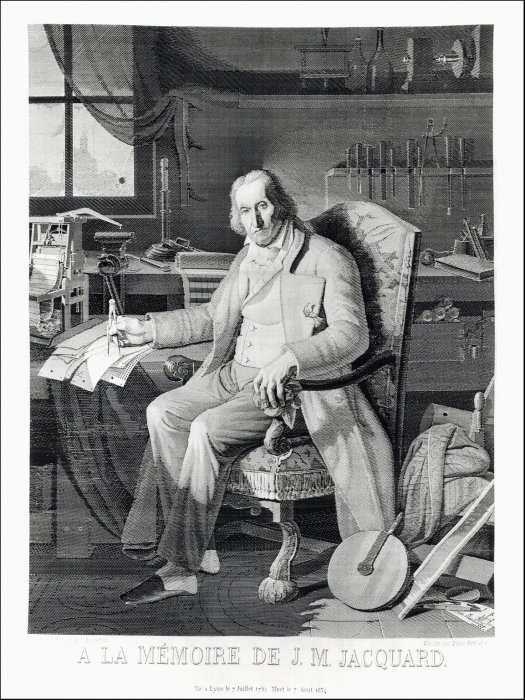 A LA MÉMOIRE DE J. M. JACQUARD.
Né à Lyon le 7 Juillet 1752 Mort le 7 Aout 1834